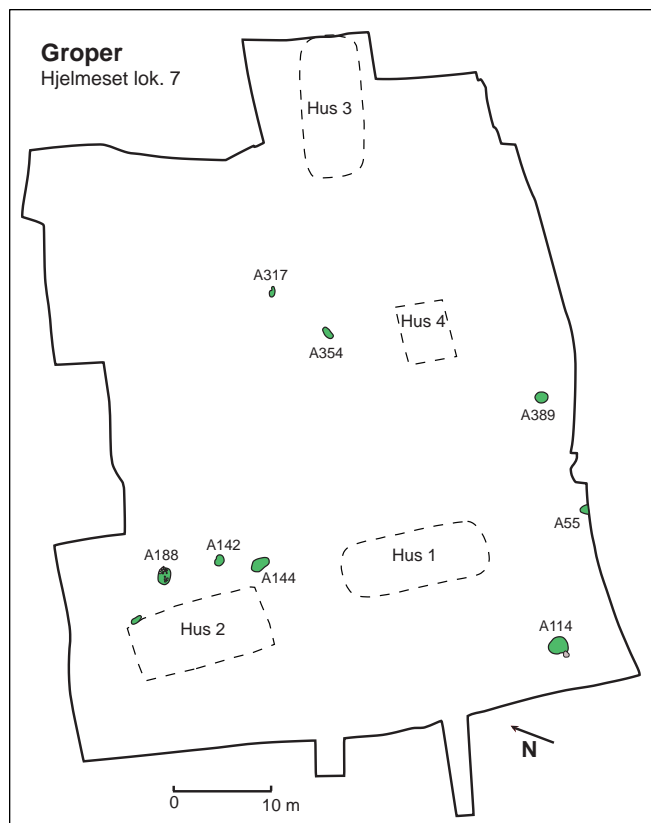 Groper
Hjelmeset lok. 7
Hus 3
A317
Hus 4
A354
A389
A55
A142
A188
Hus 1
A144
Hus 2
A114
N
0
10 m